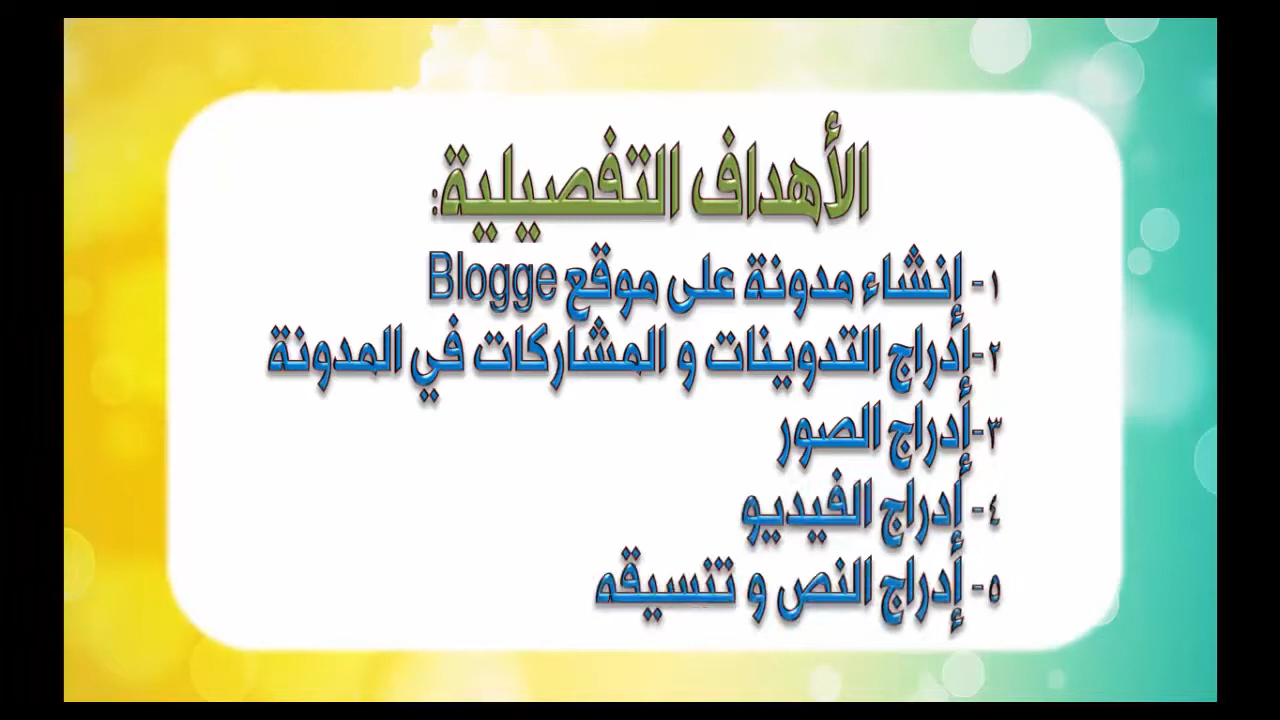 الأهداف التفصيلية:
١- إنشاء مدونة على موقع Blogge
٢-إدراج التدوينات و المشاركات في المدونة
٣-إدراج الصور
٤- إدراج الفيديو
٥- إدراج النص و تنسيقه